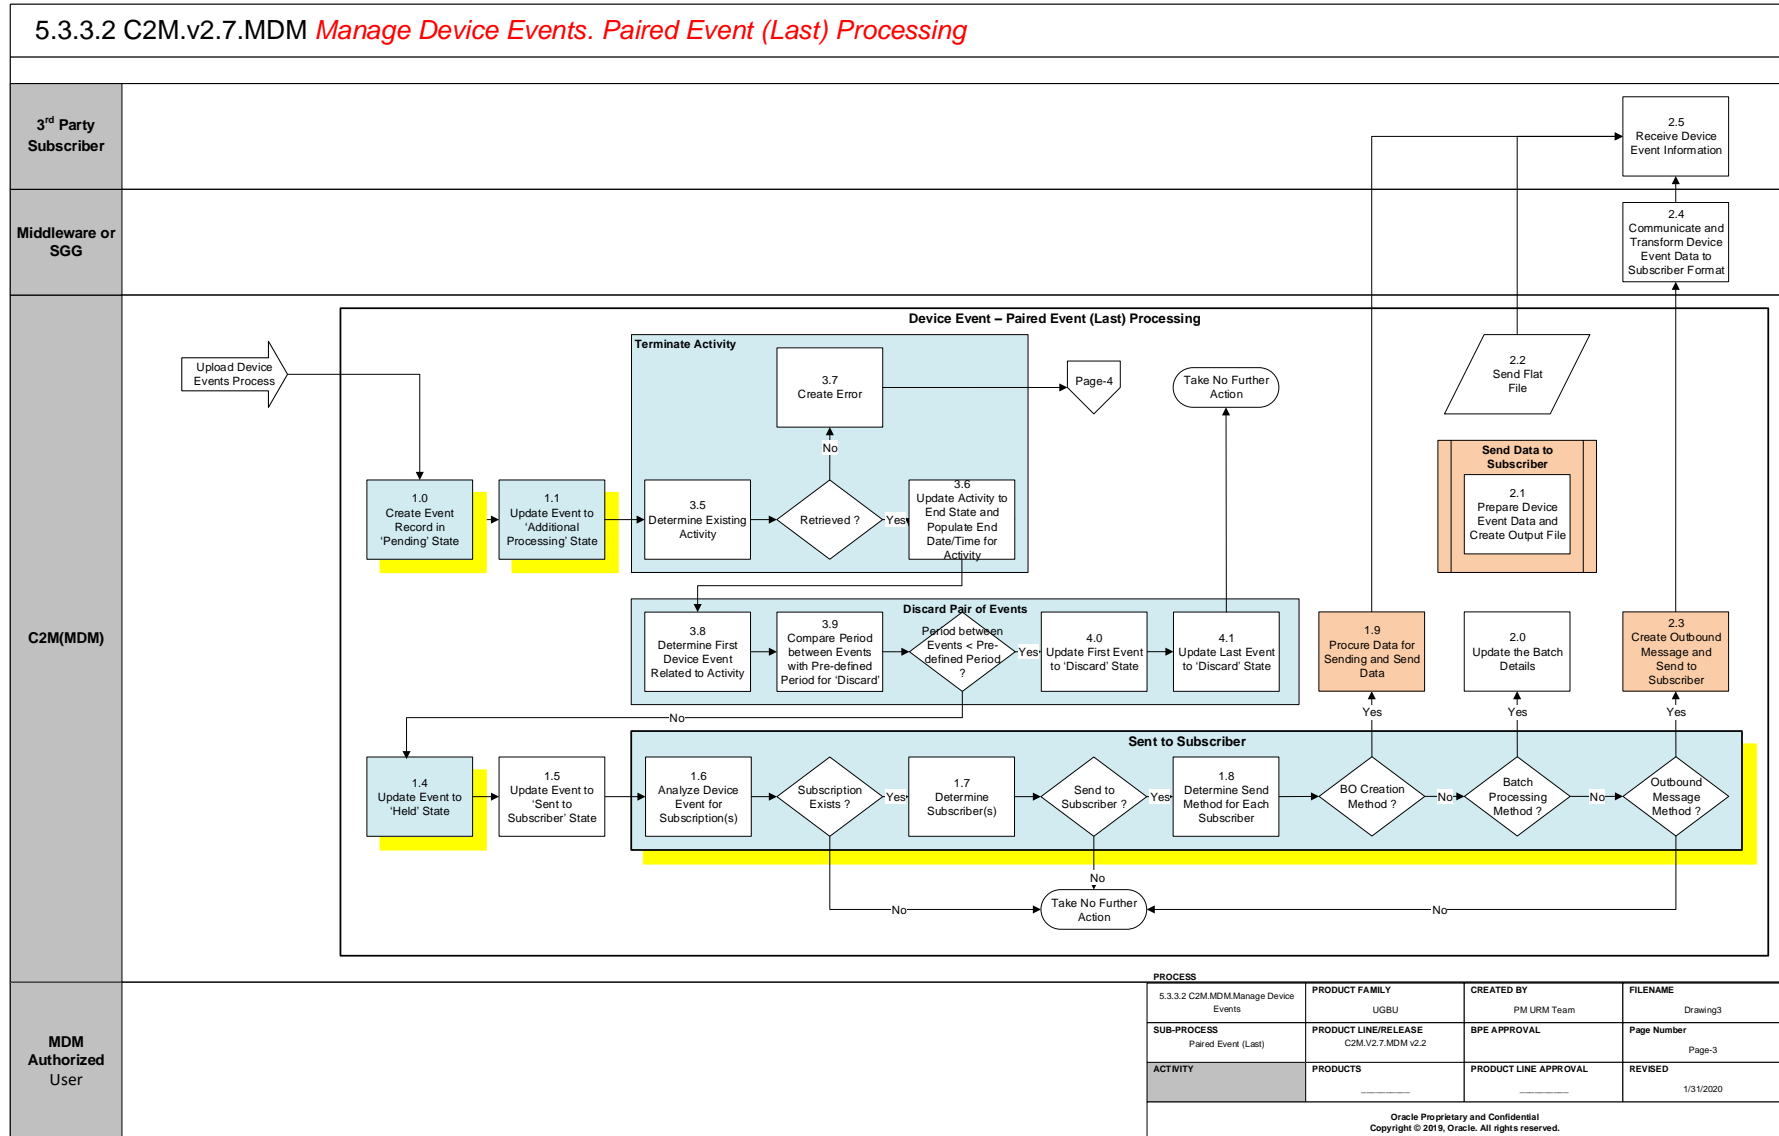 5.3.3.2 C2M.v2.7.MDM Manage Device Events. Paired Event (Last) Processing
3rd Party
Subscriber
2.5
Receive Device
Event Information
Middleware or
SGG
2.4
Communicate and
Transform Device
Event Data to
Subscriber Format
C2M(MDM)
Device Event – Paired Event (Last) Processing
Upload Device
Events Process
Terminate Activity
3.7
Create Error
Page-4
Take No Further
Action
2.2
Send Flat
File
No
Send Data to
Subscriber
2.1
Prepare Device
Event Data and
Create Output File
1.0
Create Event
Record in
‘Pending’ State
1.1
Update Event to
‘Additional
Processing’ State
3.5
Determine Existing
Activity
Retrieved ?
Yes
3.6
Update Activity to
End State and
Populate End
Date/Time for
Activity
Discard Pair of Events
3.8
Determine First
Device Event
Related to Activity
3.9
Compare Period
between Events
with Pre-defined
Period for ‘Discard’
Period between
Events < Pre-
defined Period
?
Yes
4.0
Update First Event
to ‘Discard’ State
4.1
Update Last Event
to ‘Discard’ State
1.9
Procure Data for
Sending and Send
Data
2.0
Update the Batch
Details
2.3
Create Outbound
Message and
Send to
Subscriber
No
Yes
Yes
Yes
Sent to Subscriber
1.4
Update Event to
‘Held’ State
1.5
Update Event to
‘Sent to
Subscriber’ State
1.6
Analyze Device
Event for
Subscription(s)
Subscription
Exists ?
Yes
1.7
Determine
Subscriber(s)
Send to
Subscriber ?
Yes
1.8
Determine Send
Method for Each
Subscriber
BO Creation
Method ?
No
Batch
Processing
Method ?
No
Outbound
Message
Method ?
No
No
Take No Further
Action
No
MDM
Authorized
User
PROCESS
5.3.3.2 C2M.MDM.Manage Device
Events
PRODUCT FAMILY
UGBU
CREATED BY
PM URM Team
FILENAME
Drawing3
SUB-PROCESS
Paired Event (Last)
PRODUCT LINE/RELEASE
C2M.V2.7.MDM v2.2
BPE APPROVAL
Page Number
Page-3
ACTIVITY
PRODUCTS
PRODUCT LINE APPROVAL
REVISED
1/31/2020
Oracle Proprietary and Confidential
Copyright © 2019, Oracle. All rights reserved.